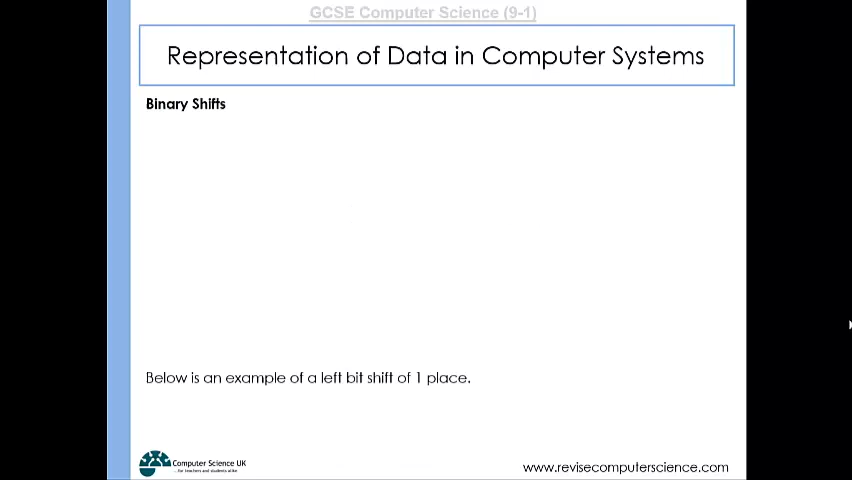 GCSE Computer Science (9-1)
Representation of Data in Computer Systems
Binary Shifts
Below is an example of a left bit shift of 1 place.
Computer Science UK
...for teachers and students alike
www.revisecomputerscience.com